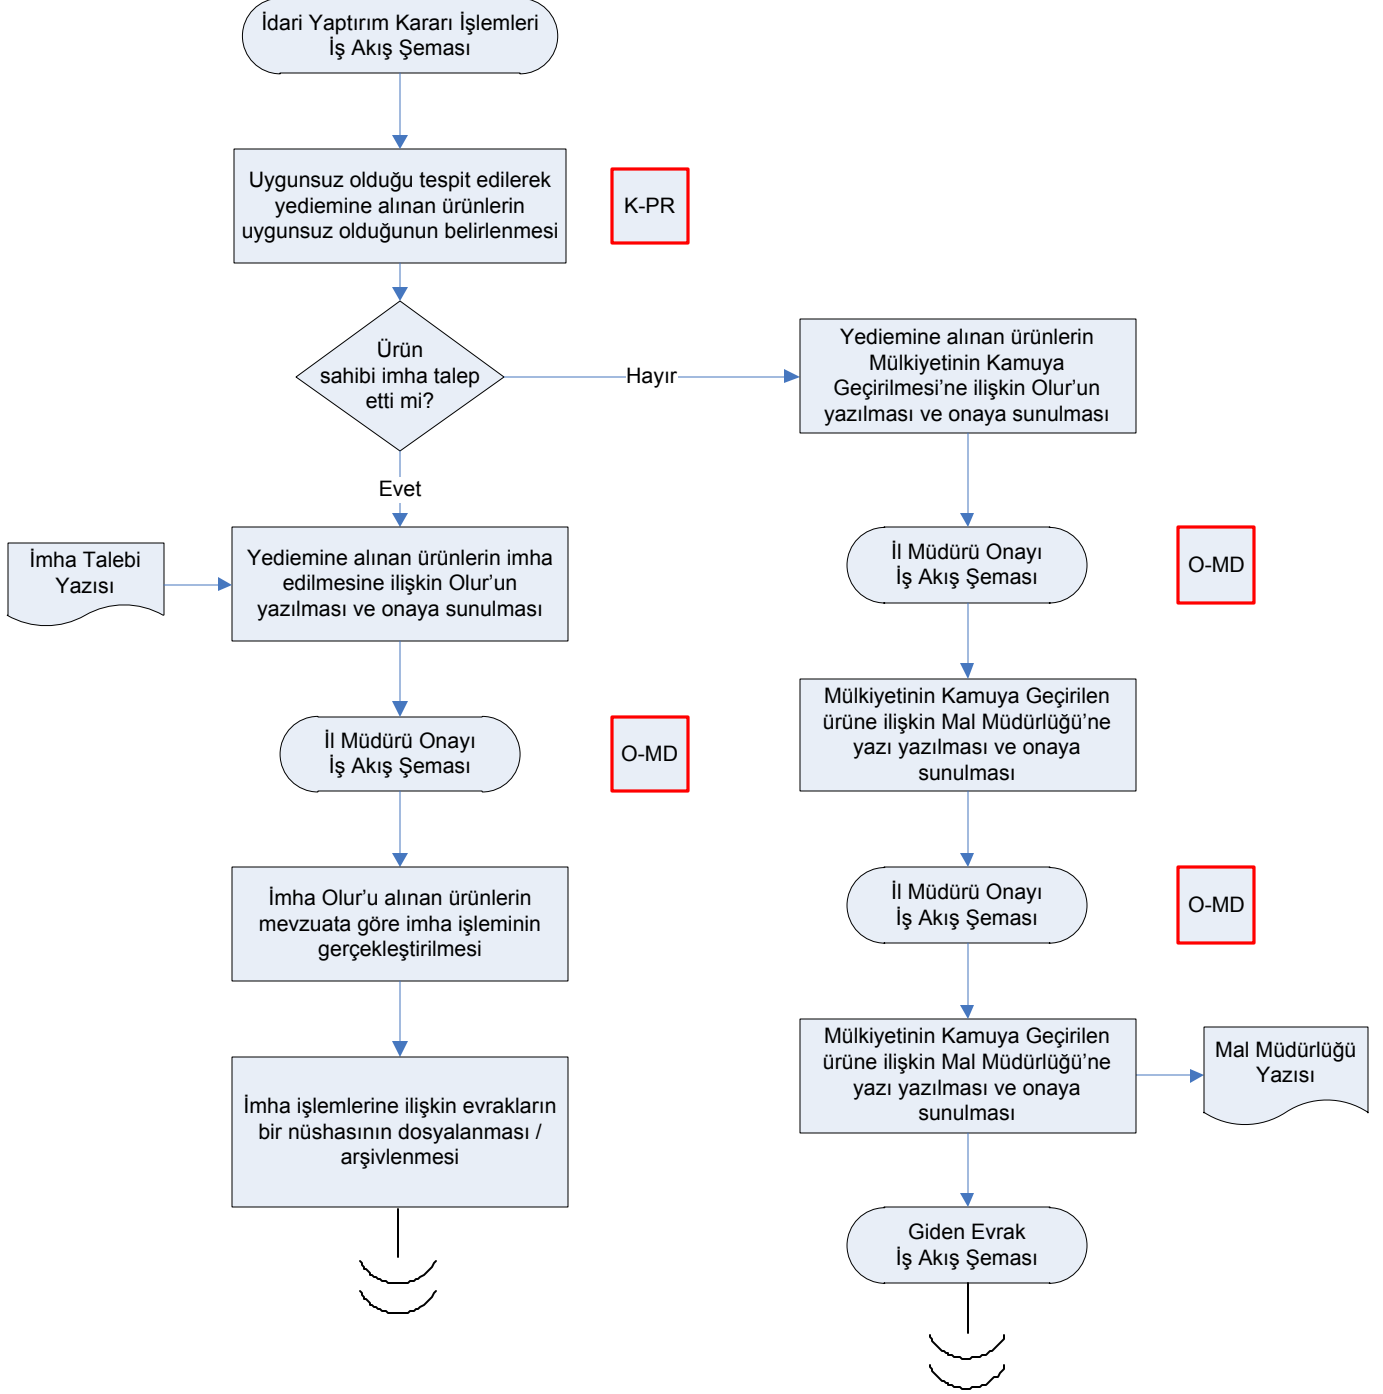 İdari Yaptırım Kararı İşlemleri
İş Akış Şeması
Uygunsuz olduğu tespit edilerek
yediemine alınan ürünlerin
uygunsuz olduğunun belirlenmesi
K-PR
Ürün
sahibi imha talep
etti mi?
Hayır
Yediemine alınan ürünlerin
Mülkiyetinin Kamuya
Geçirilmesi’ne ilişkin Olur’un
yazılması ve onaya sunulması
Evet
İmha Talebi
Yazısı
Yediemine alınan ürünlerin imha
edilmesine ilişkin Olur’un
yazılması ve onaya sunulması
İl Müdürü Onayı
İş Akış Şeması
O-MD
İl Müdürü Onayı
İş Akış Şeması
O-MD
Mülkiyetinin Kamuya Geçirilen
ürüne ilişkin Mal Müdürlüğü’ne
yazı yazılması ve onaya
sunulması
İmha Olur’u alınan ürünlerin
mevzuata göre imha işleminin
gerçekleştirilmesi
İl Müdürü Onayı
İş Akış Şeması
O-MD
İmha işlemlerine ilişkin evrakların
bir nüshasının dosyalanması /
arşivlenmesi
Mülkiyetinin Kamuya Geçirilen
ürüne ilişkin Mal Müdürlüğü’ne
yazı yazılması ve onaya
sunulması
Mal Müdürlüğü
Yazısı
Giden Evrak
İş Akış Şeması